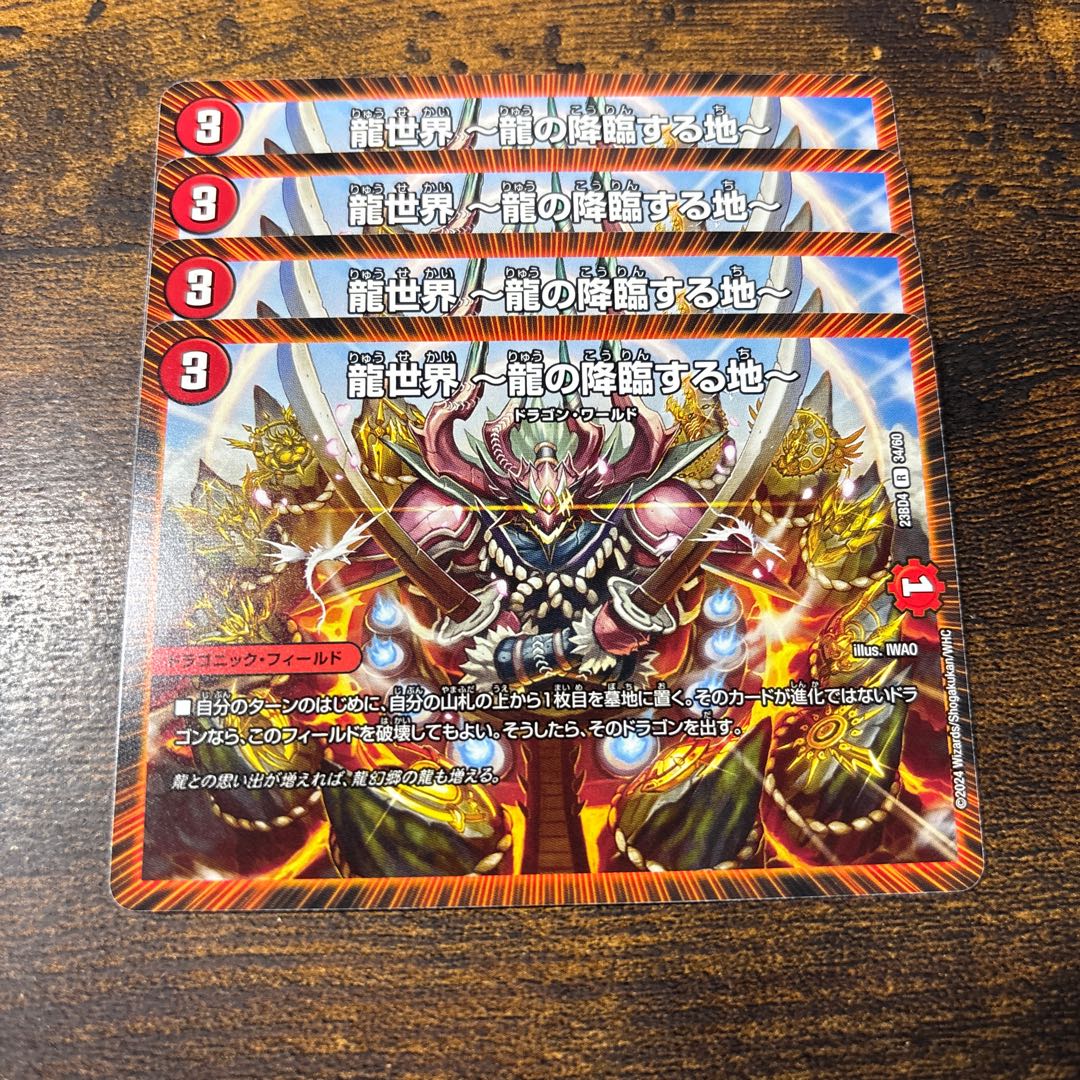 3 龍世界 ～龍の降臨する地～
3 龍世界 ～龍の降臨する地～
3 龍世界 ～龍の降臨する地～
3 龍世界 ～龍の降臨する地～
ドラゴン・ワールド
23BD4 R 34/60
1
illus. IWAO
ドラゴニック・フィールド
■ 自分のターンのはじめに、自分の山札の上から1枚目を墓地に置く。そのカードが進化ではないドラ
ゴンなら、このフィールドを破壊してもよい。そうしたら、そのドラゴンを出す。
龍との思い出が増えれば、龍幻郷の龍も増える。
©2024 Wizards/Shogakukan/WHC